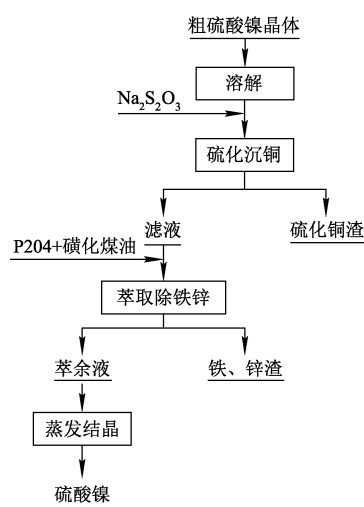 粗硫酸镍晶体
溶解
Na₂S₂O₃
硫化沉铜
滤液
硫化铜渣
P204+磺化煤油
萃取除铁锌
萃余液
铁、锌渣
蒸发结晶
硫酸镍